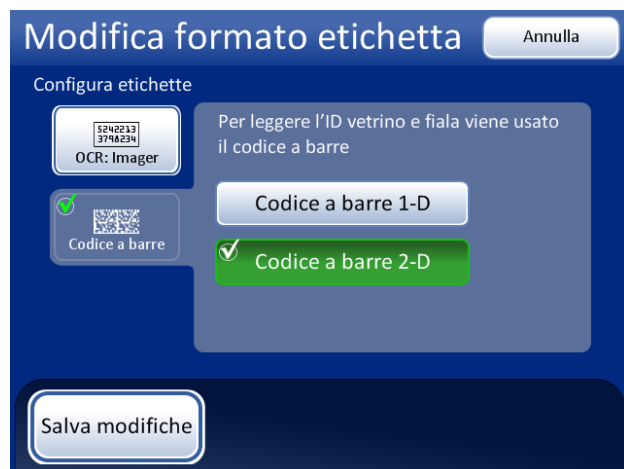 Modifica formato etichetta
Annulla
Configura etichette
5242213
3798234
OCR: Imager
Codice a barre
Per leggere l'ID vetrino e fiala viene usato
il codice a barre
Codice a barre 1-D
Codice a barre 2-D
Salva modifiche